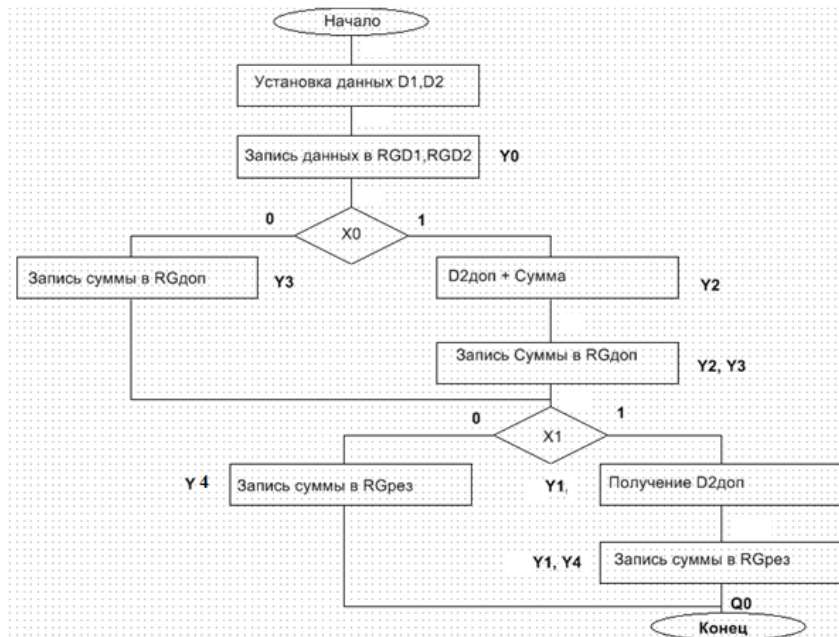 Начало
Установка данных D1,D2
Запись данных в RGD1,RGD2
Y0
0
1
X0
Запись суммы в RGдоп
Y3
D2доп + Сумма
Y2
Запись Суммы в RGдоп
Y2, Y3
0
1
X1
Y 4
Запись суммы в RGрез
Y1,
Получение D2доп
Y1, Y4
Запись суммы в RGрез
Q0
Конец